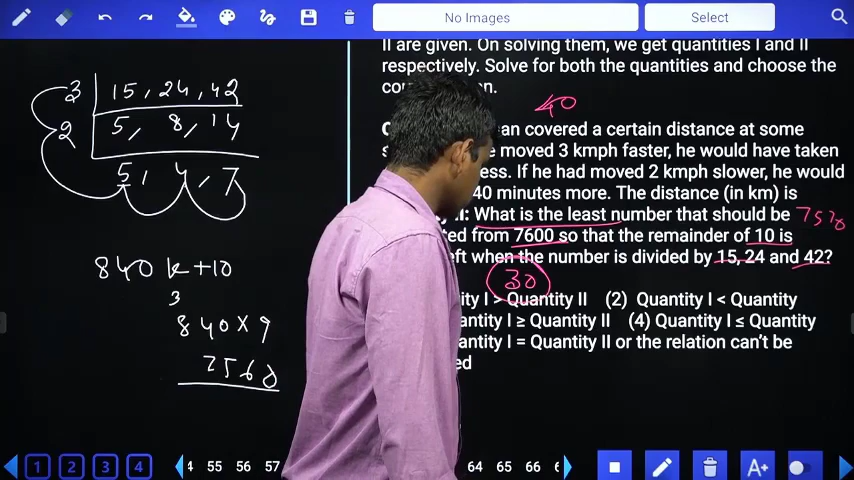 No Images
Select
II are given. On solving them, we get quantities I and II
respectively. Solve for both the quantities and choose the
40
an covered a certain distance at some
moved 3 kmph faster, he would have taken
ess. If he had moved 2 kmph slower, he would
40 minutes more. The distance (in km) is
What is the least number that should be 7570
from 7600 so that the remainder of 10 is
eft when the number is divided by 15, 24 and 42?
30
tity I > Quantity II (2) Quantity I < Quantity
antity I ≥ Quantity II (4) Quantity I ≤ Quantity
antity I = Quantity II or the relation can't be
ed
3 15, 24, 42
2 5, 8, 14
5, 4, 7
840 k+10
3
840×9
7560
1 2 3 4 4 55 56 57 64 65 66 6 A+